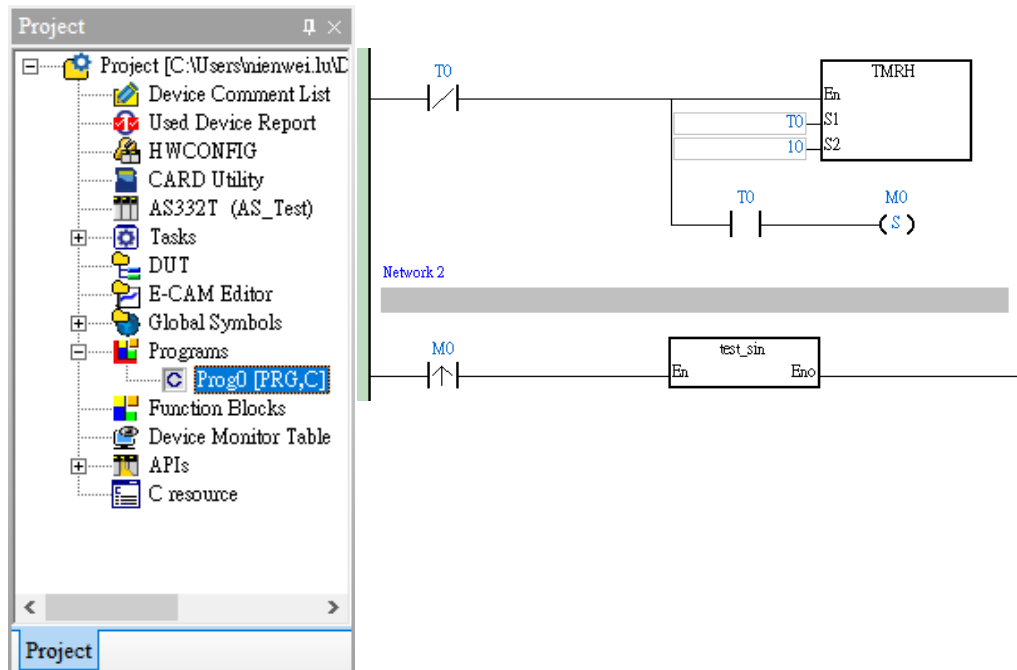 Project
Project [C:\Users\nienwei.lu\D
Device Comment List
Used Device Report
HWCONFIG
CARD Utility
AS332T (AS_Test)
Tasks
DUT
E-CAM Editor
Global Symbols
Programs
Prog0 [PRG,C]
Function Blocks
Device Monitor Table
APIs
C resource
Project
T0
TMRH
En
T0 S1
10 S2
T0 M0
S
Network 2
M0
test_sin
En Eno